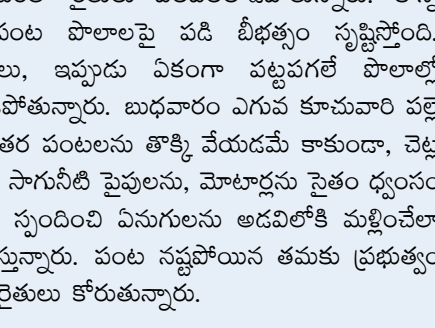 పంట పొలాలపై పడి బీభత్సం సృష్టిస్తోంది.
లు, ఇప్పుడు ఏకంగా పట్టపగలే పొలాల్లో
పోతున్నారు. బుధవారం ఎగువ కూచువారి పల్లె
తర పంటలను తొక్కి వేయడమే కాకుండా, చెట్ల
సాగునీటి పైపులను, మోటార్లను సైతం ధ్వంసం
స్పందించి ఏనుగులను అడవిలోకి మళ్లించేలా
స్తున్నారు. పంట నష్టపోయిన తమకు ప్రభుత్వం
రైతులు కోరుతున్నారు.